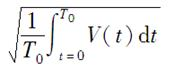 √(1/T₀ ∫_{t=0}^{T₀} V(t) dt)